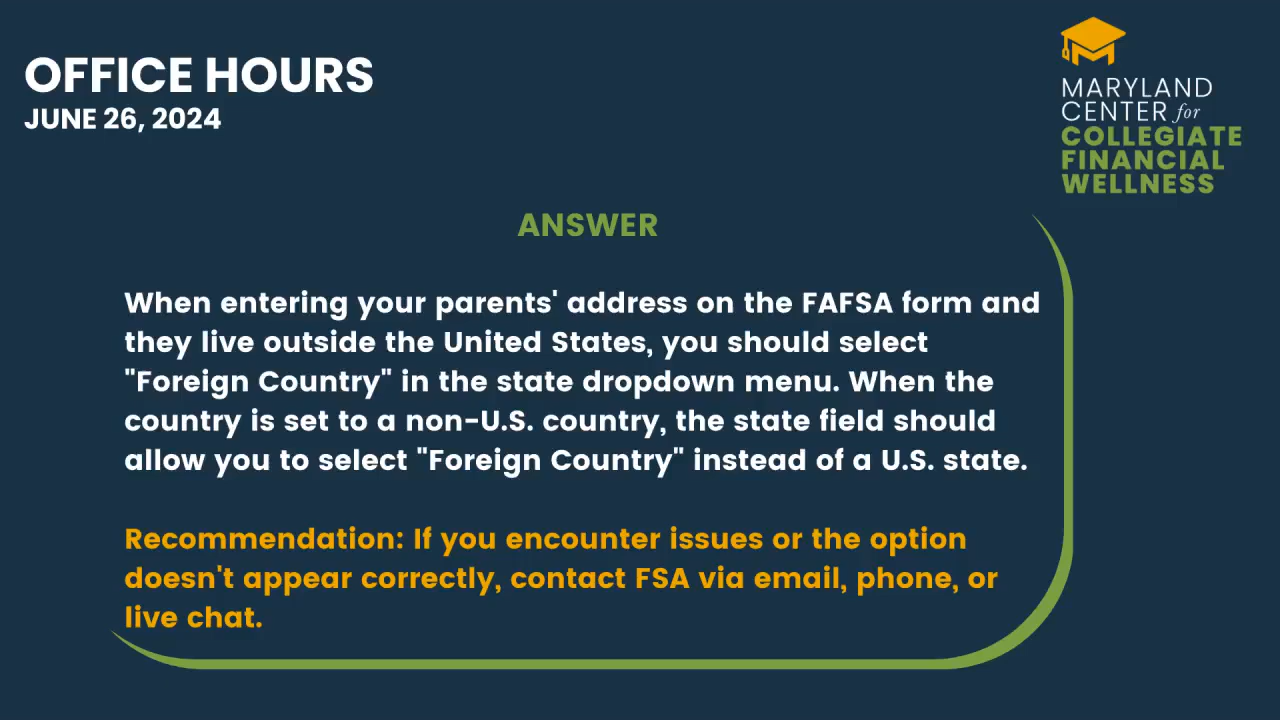 OFFICE HOURS
JUNE 26, 2024
MARYLAND
CENTER for
COLLEGIATE
FINANCIAL
WELLNESS
ANSWER
When entering your parents' address on the FAFSA form and
they live outside the United States, you should select
"Foreign Country" in the state dropdown menu. When the
country is set to a non-U.S. country, the state field should
allow you to select "Foreign Country" instead of a U.S. state.
Recommendation: If you encounter issues or the option
doesn't appear correctly, contact FSA via email, phone, or
live chat.